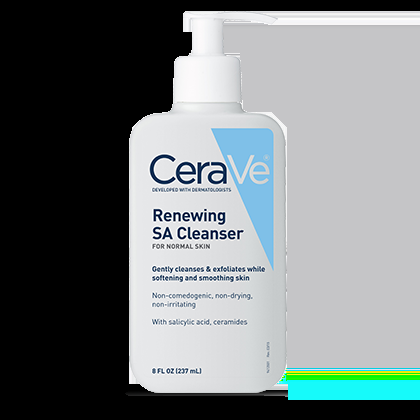 CeraVe®
DEVELOPED WITH DERMATOLOGISTS
Renewing
SA Cleanser
FOR NORMAL SKIN
Gently cleanses & exfoliates while
softening and smoothing skin
Non-comedogenic, non-drying,
non-irritating
With salicylic acid, ceramides
8 FL OZ (237 mL)